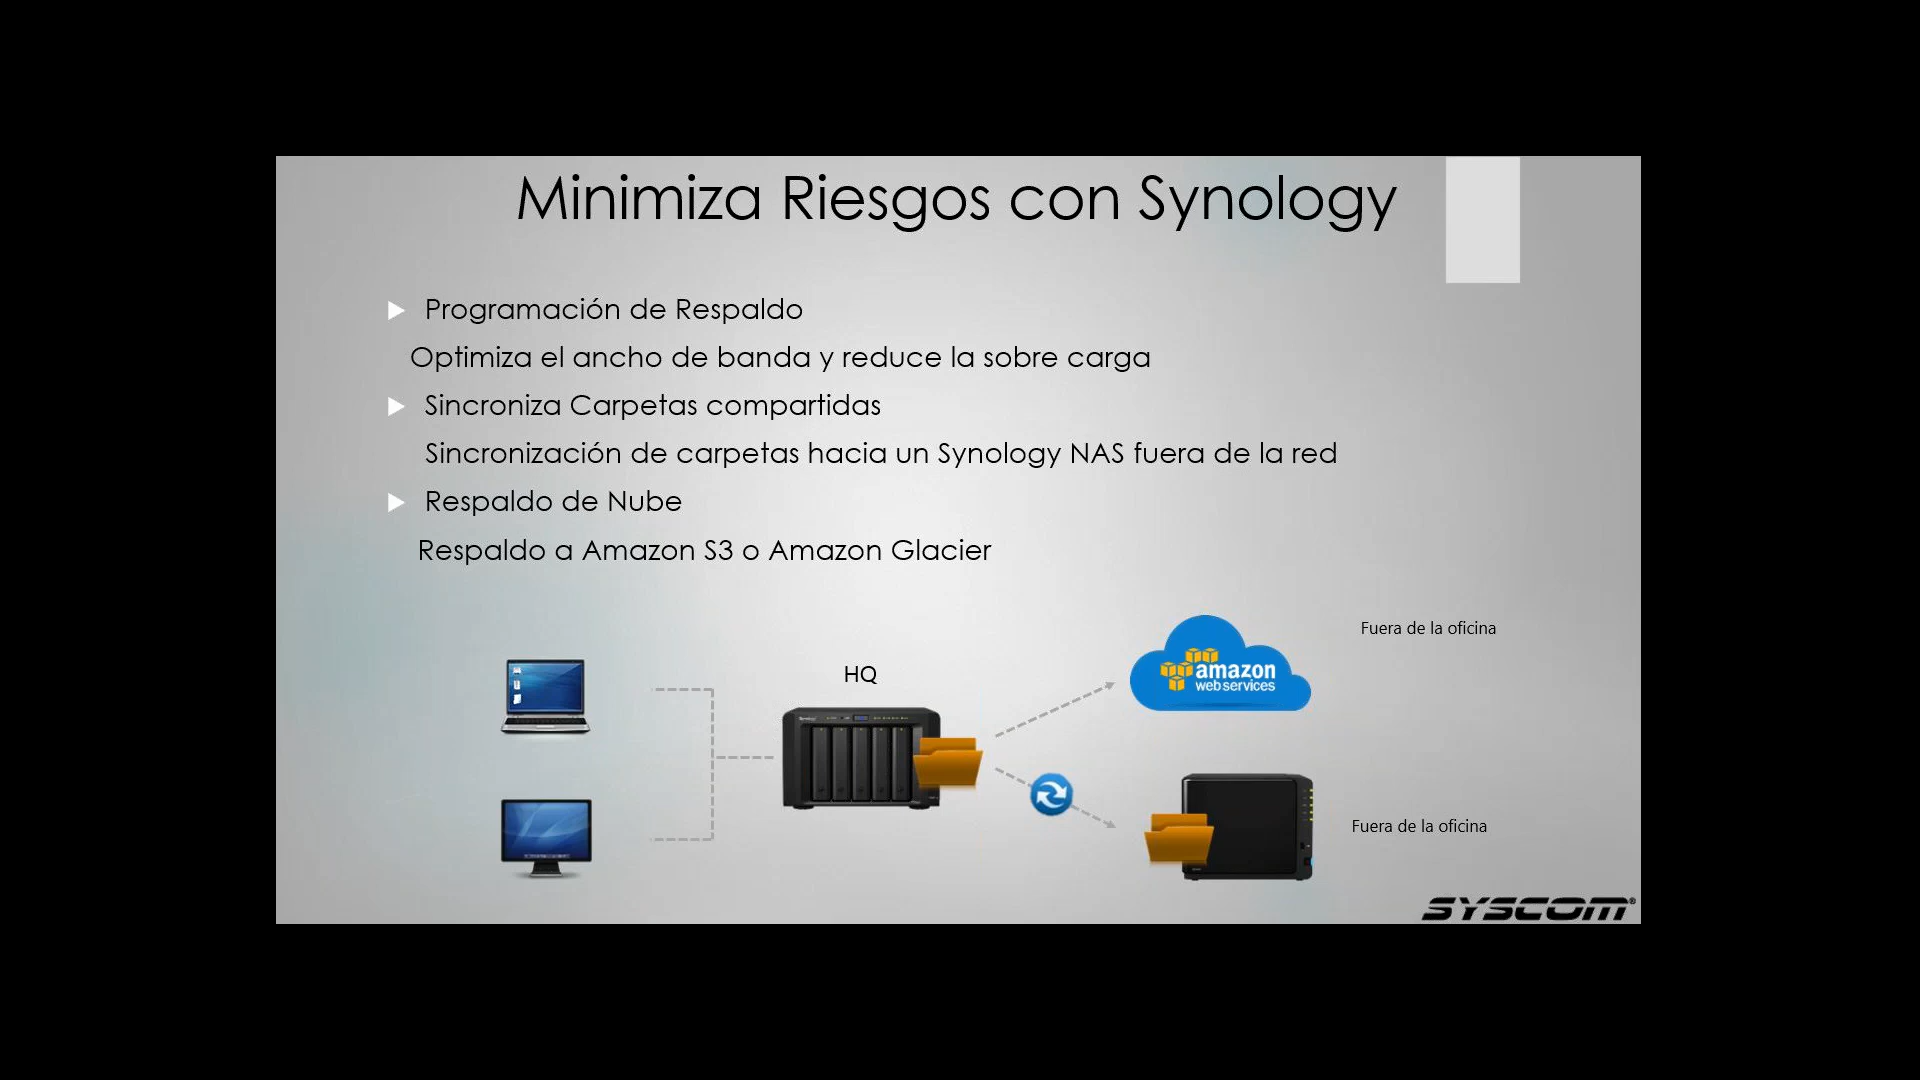 Minimiza Riesgos con Synology
Programación de Respaldo
Optimiza el ancho de banda y reduce la sobre carga
Sincroniza Carpetas compartidas
Sincronización de carpetas hacia un Synology NAS fuera de la red
Respaldo de Nube
Respaldo a Amazon S3 o Amazon Glacier
Fuera de la oficina
HQ
amazon
web services
Fuera de la oficina
SYSCOM®